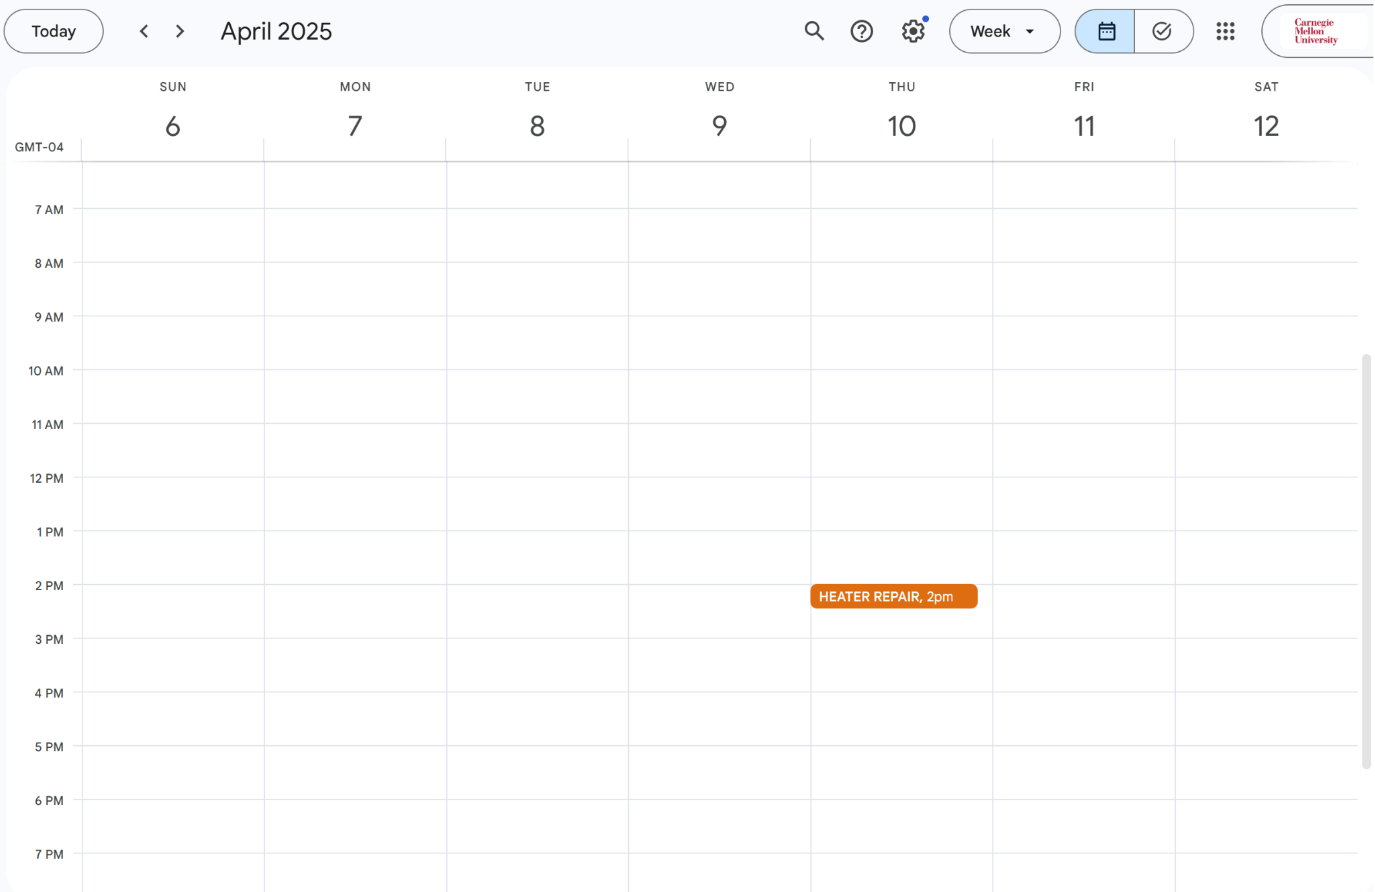 Today
April 2025
Week
Carnegie
Mellon
University
SUN MON TUE WED THU FRI SAT
6 7 8 9 10 11 12
GMT-04
7 AM
8 AM
9 AM
10 AM
11 AM
12 PM
1 PM
2 PM
HEATER REPAIR, 2pm
3 PM
4 PM
5 PM
6 PM
7 PM